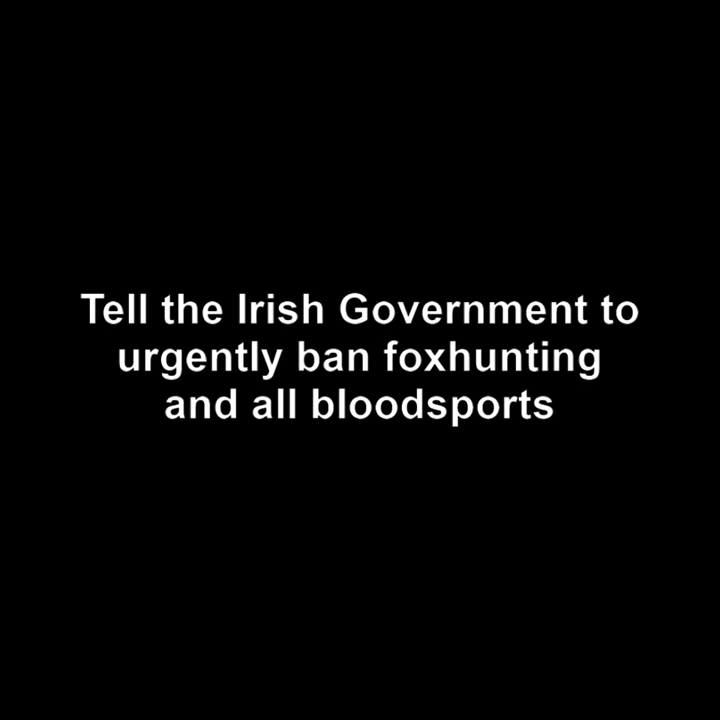 Tell the Irish Government to
urgently ban foxhunting
and all bloodsports